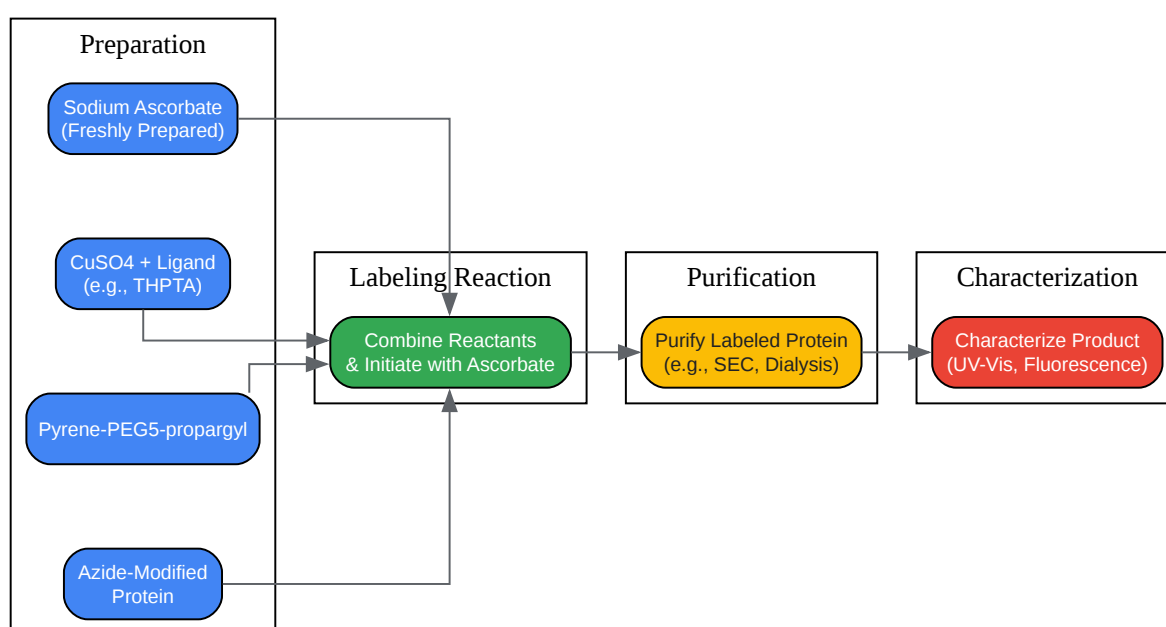 Preparation
Sodium Ascorbate
(Freshly Prepared)
CuSO4 + Ligand
(e.g., THPTA)
Pyrene-PEG5-propargyl
Azide-Modified
Protein
Labeling Reaction
Combine Reactants
& Initiate with Ascorbate
Purification
Purify Labeled Protein
(e.g., SEC, Dialysis)
Characterization
Characterize Product
(UV-Vis, Fluorescence)